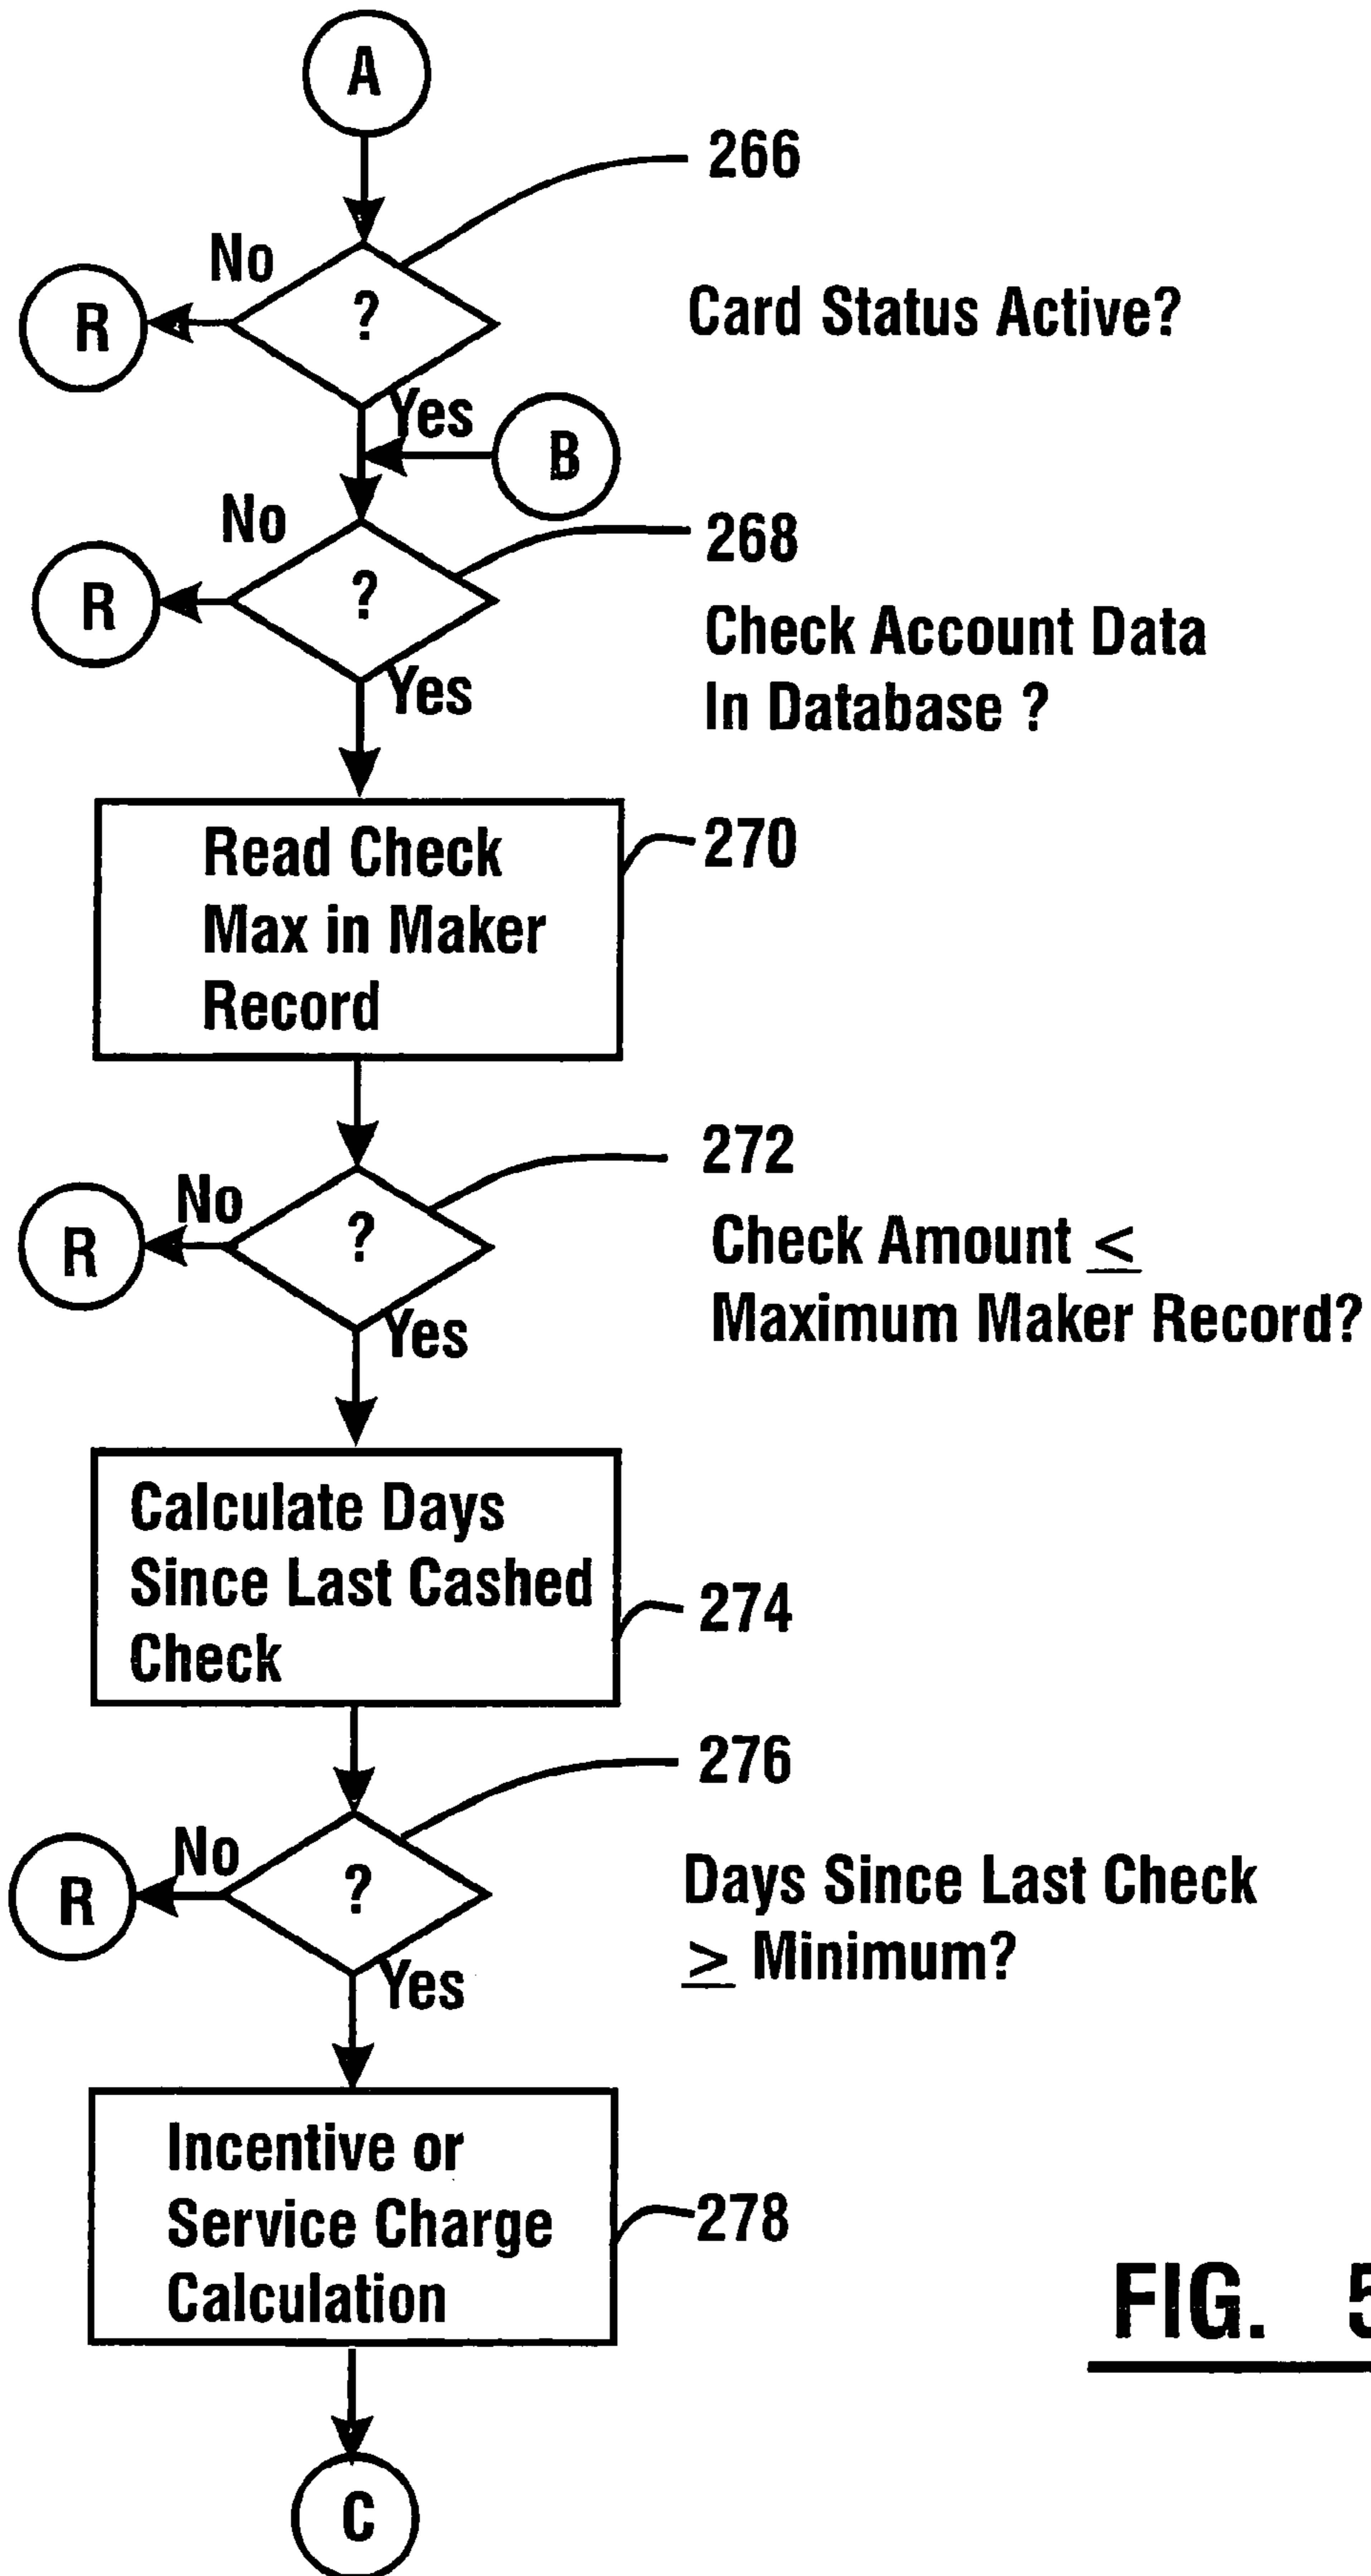 A
266
No
R
?
Card Status Active?
Yes
B
No
268
R
?
Check Account Data
In Database ?
Yes
Read Check
Max in Maker
Record
270
272
No
R
?
Check Amount ≤
Maximum Maker Record?
Yes
Calculate Days
Since Last Cashed
Check
274
276
No
R
?
Days Since Last Check
≥ Minimum?
Yes
Incentive or
Service Charge
Calculation
278
FIG. 5
C